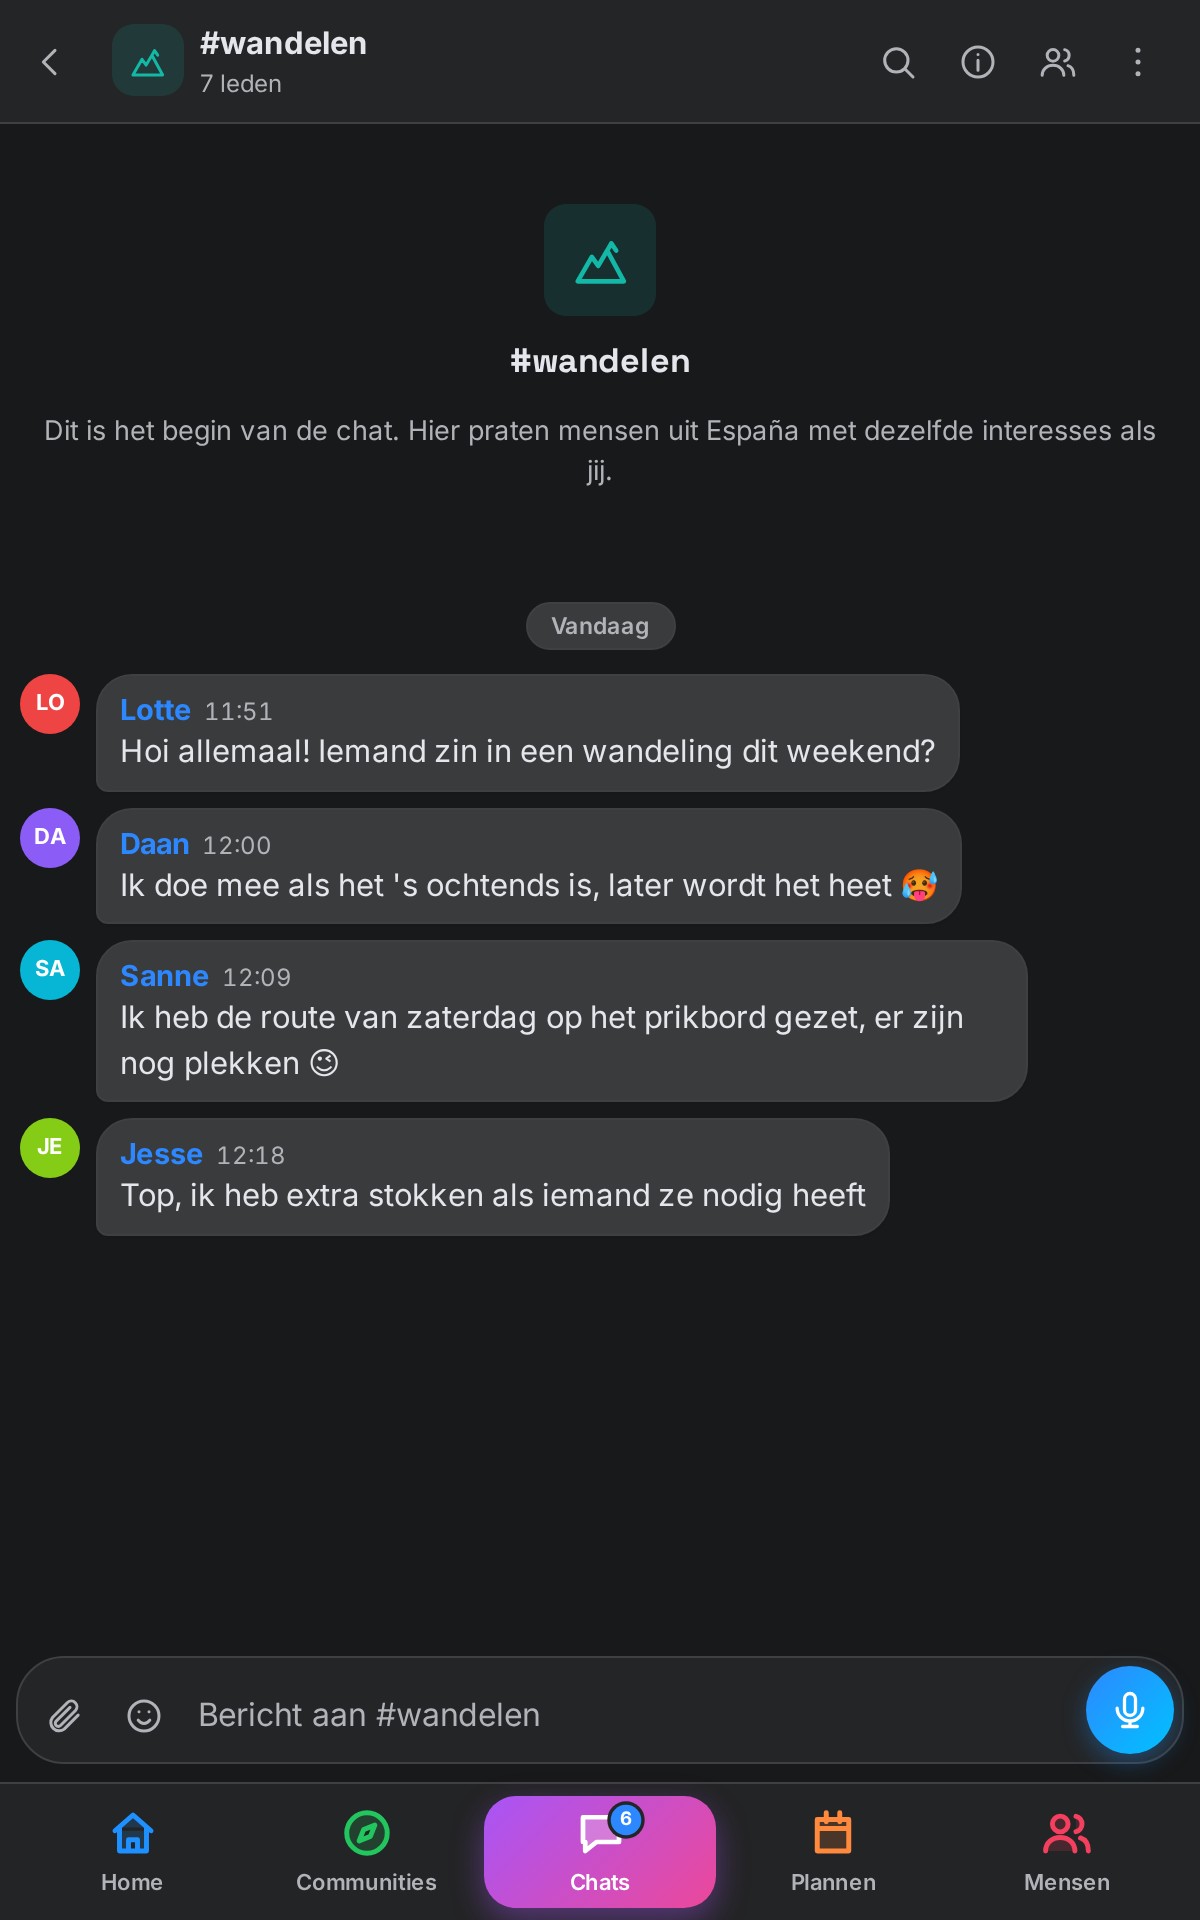 #wandelen
7 leden
#wandelen
Dit is het begin van de chat. Hier praten mensen uit España met dezelfde interesses als
jij.
Vandaag
LO
Lotte 11:51
Hoi allemaal! Iemand zin in een wandeling dit weekend?
DA
Daan 12:00
Ik doe mee als het 's ochtends is, later wordt het heet 🥵
SA
Sanne 12:09
Ik heb de route van zaterdag op het prikbord gezet, er zijn
nog plekken 😉
JE
Jesse 12:18
Top, ik heb extra stokken als iemand ze nodig heeft
Bericht aan #wandelen
6
Home
Communities
Chats
Plannen
Mensen